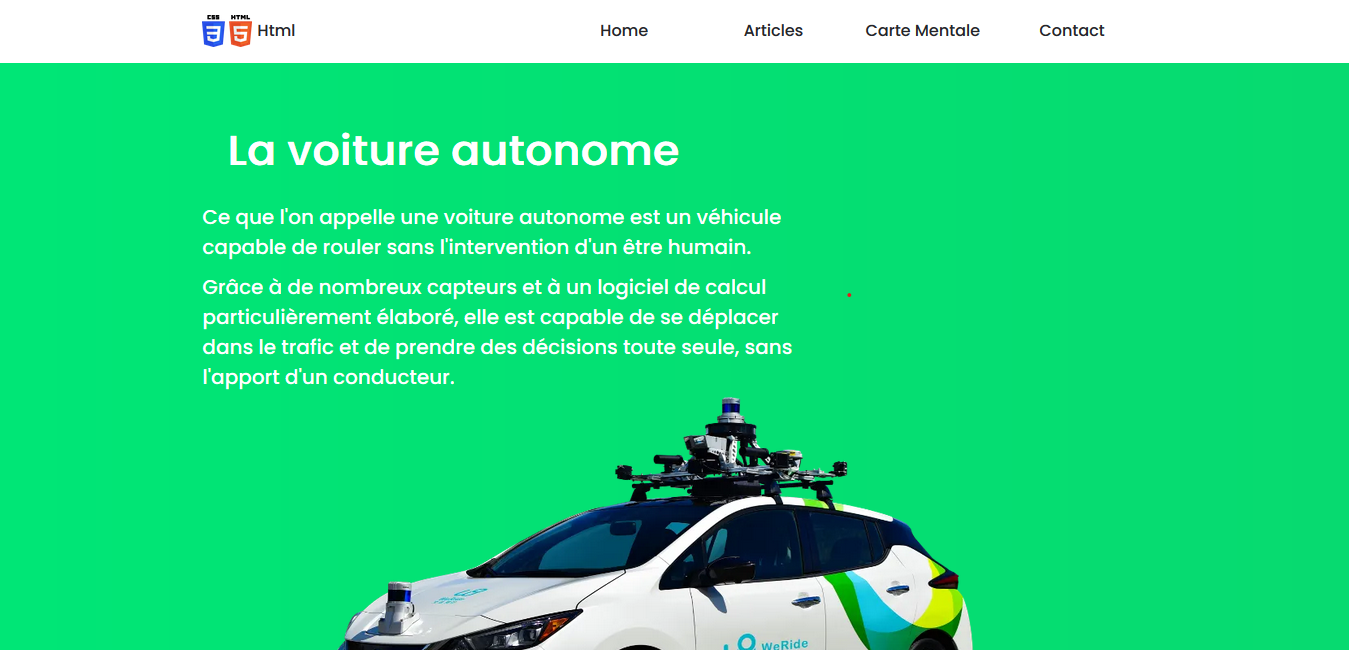 CSS HTML Html
Home Articles Carte Mentale Contact
La voiture autonome
Ce que l'on appelle une voiture autonome est un véhicule
capable de rouler sans l'intervention d'un être humain.
Grâce à de nombreux capteurs et à un logiciel de calcul
particulièrement élaboré, elle est capable de se déplacer
dans le trafic et de prendre des décisions toute seule, sans
l'apport d'un conducteur.
WeRide